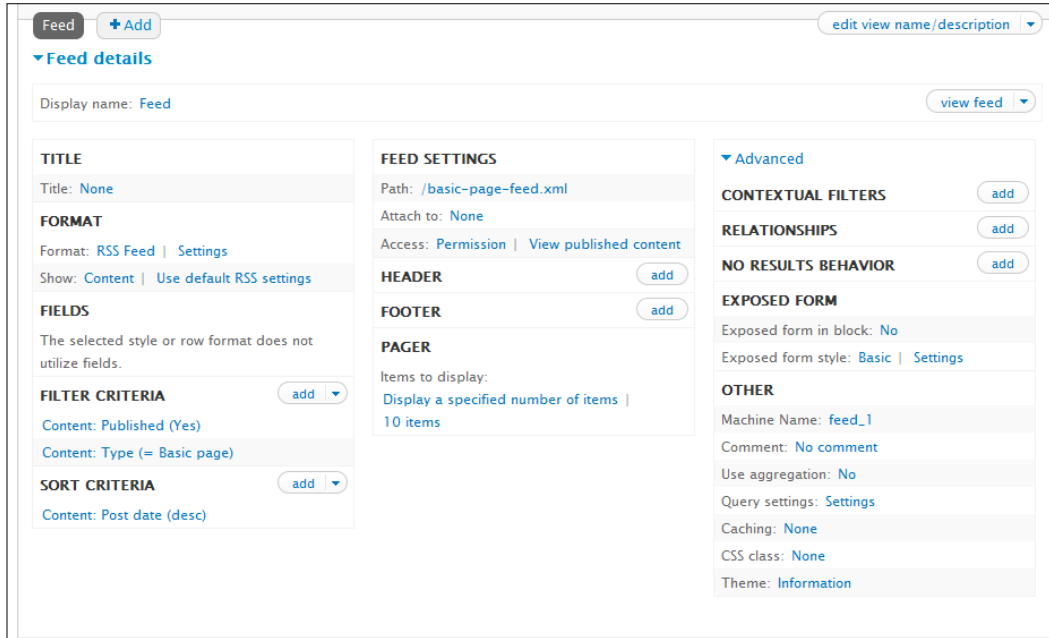 Feed
Add
edit view name/description
Feed details
Display name: Feed
view feed
TITLE
Title: None
FORMAT
Format: RSS Feed | Settings
Show: Content | Use default RSS settings
FIELDS
The selected style or row format does not
utilize fields.
FILTER CRITERIA
add
Content: Published (Yes)
Content: Type (= Basic page)
SORT CRITERIA
add
Content: Post date (desc)
FEED SETTINGS
Path: /basic-page-feed.xml
Attach to: None
Access: Permission | View published content
HEADER
add
FOOTER
add
PAGER
Items to display:
Display a specified number of items |
10 items
Advanced
CONTEXTUAL FILTERS
add
RELATIONSHIPS
add
NO RESULTS BEHAVIOR
add
EXPOSED FORM
Exposed form in block: No
Exposed form style: Basic | Settings
OTHER
Machine Name: feed_1
Comment: No comment
Use aggregation: No
Query settings: Settings
Caching: None
CSS class: None
Theme: Information